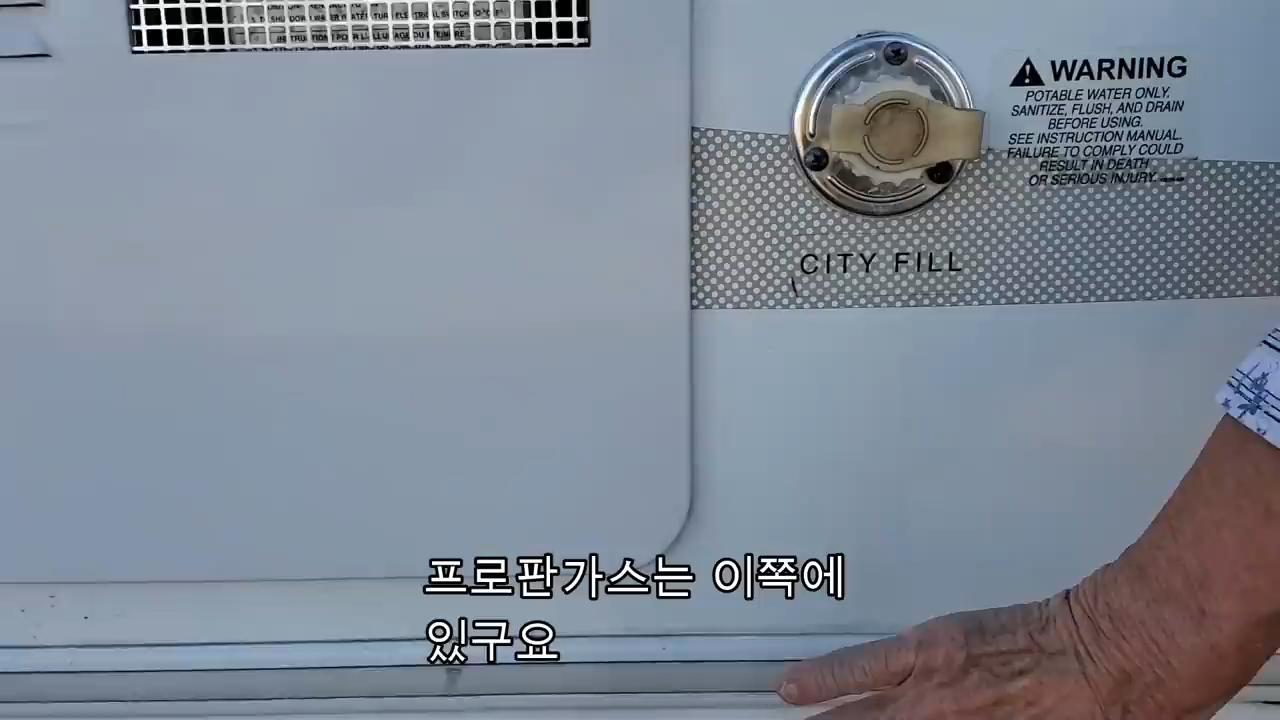 WARNING
POTABLE WATER ONLY.
SANITIZE, FLUSH, AND DRAIN
BEFORE USING.
SEE INSTRUCTION MANUAL.
FAILURE TO COMPLY COULD
RESULT IN DEATH
OR SERIOUS INJURY.
CITY FILL
프로판가스는 이쪽에
있구요